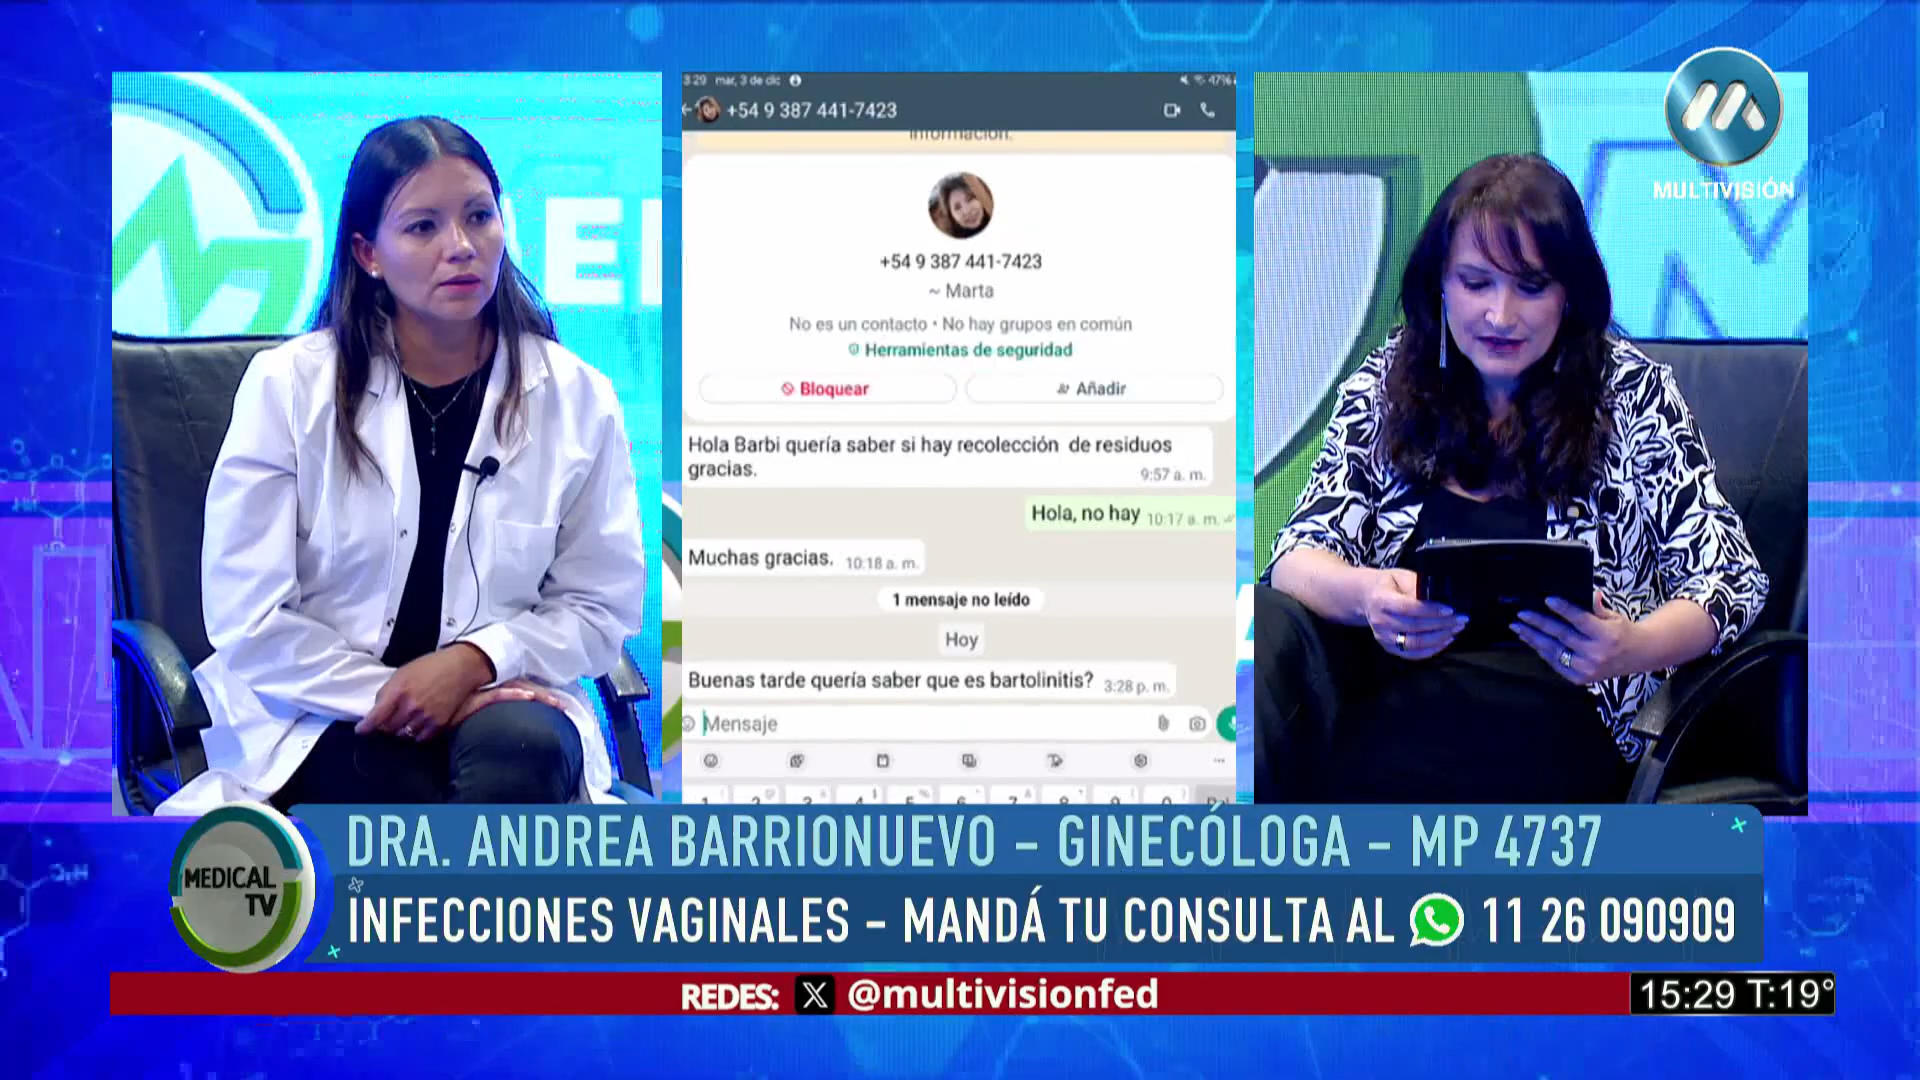 3:29 mar, 3 de dic
47%
+54 9 387 441-7423
información.
+54 9 387 441-7423
~ Marta
No es un contacto • No hay grupos en común
Herramientas de seguridad
Bloquear
Añadir
Hola Barbi quería saber si hay recolección de residuos
gracias.
9:57 a. m.
Hola, no hay 10:17 a. m.
Muchas gracias. 10:18 a. m.
1 mensaje no leído
Hoy
Buenas tarde quería saber que es bartolinitis? 3:28 p. m.
Mensaje
MULTIVISIÓN
MEDICAL
TV
DRA. ANDREA BARRIONUEVO – GINECÓLOGA – MP 4737
INFECCIONES VAGINALES – MANDÁ TU CONSULTA AL 11 26 090909
REDES: X @multivisionfed
15:29 T:19°